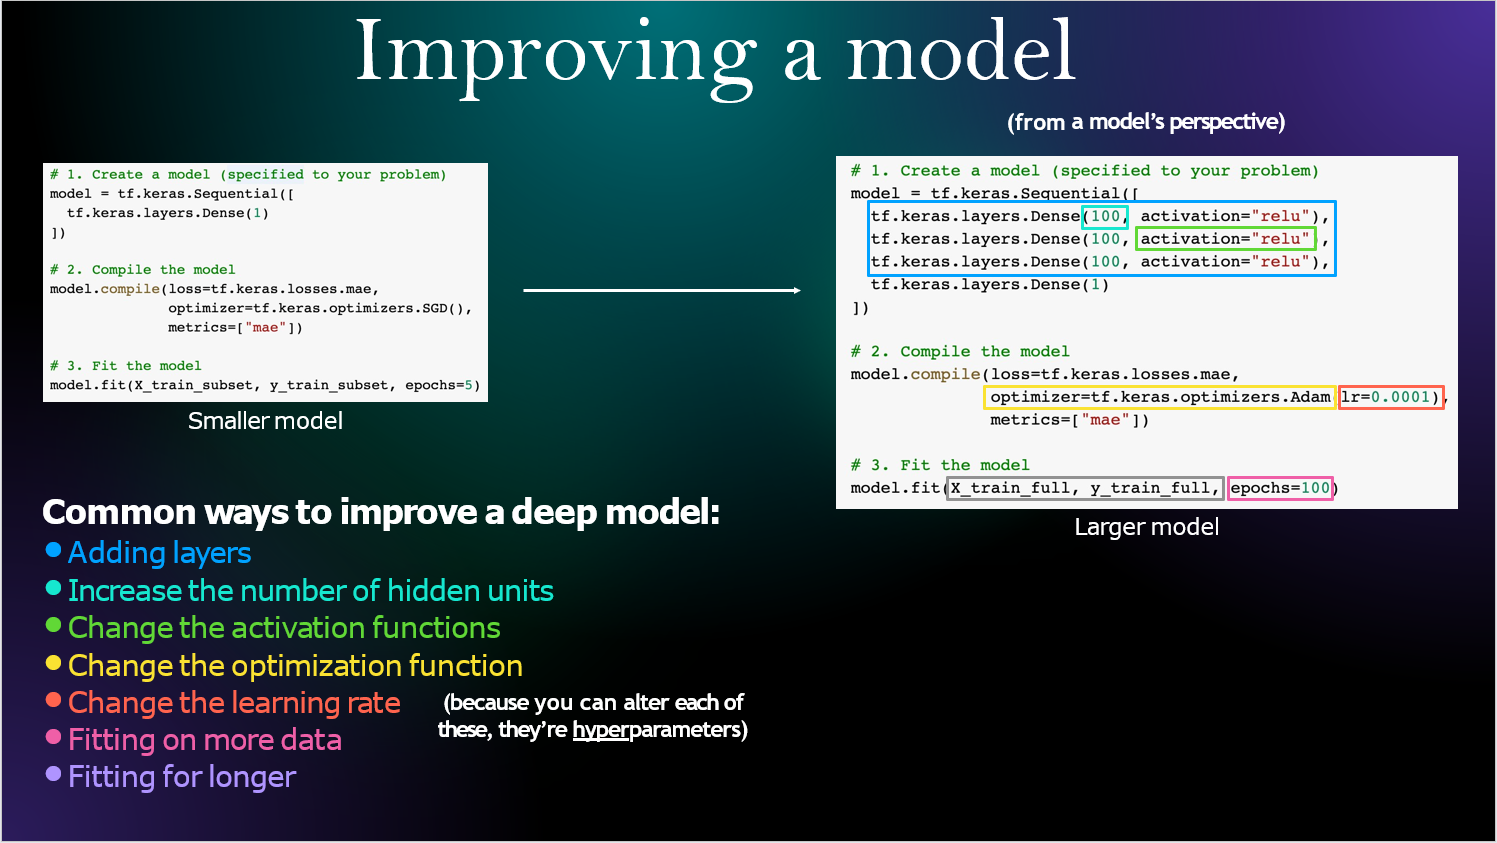 Improving a model
(from a model's perspective)
# 1. Create a model (specified to your problem)
model = tf.keras.Sequential([
  tf.keras.layers.Dense(1)
])
# 2. Compile the model
model.compile(loss=tf.keras.losses.mae,
              optimizer=tf.keras.optimizers.SGD(),
              metrics=["mae"])
# 3. Fit the model
model.fit(X_train_subset, y_train_subset, epochs=5)
Smaller model
# 1. Create a model (specified to your problem)
model = tf.keras.Sequential([
  tf.keras.layers.Dense(100, activation="relu"),
  tf.keras.layers.Dense(100, activation="relu"),
  tf.keras.layers.Dense(100, activation="relu"),
  tf.keras.layers.Dense(1)
])
# 2. Compile the model
model.compile(loss=tf.keras.losses.mae,
              optimizer=tf.keras.optimizers.Adam lr=0.0001),
              metrics=["mae"])
# 3. Fit the model
model.fit(X_train_full, y_train_full, epochs=100)
Larger model
Common ways to improve a deep model:
• Adding layers
• Increase the number of hidden units
• Change the activation functions
• Change the optimization function
• Change the learning rate
• Fitting on more data
• Fitting for longer
(because you can alter each of
these, they're hyperparameters)